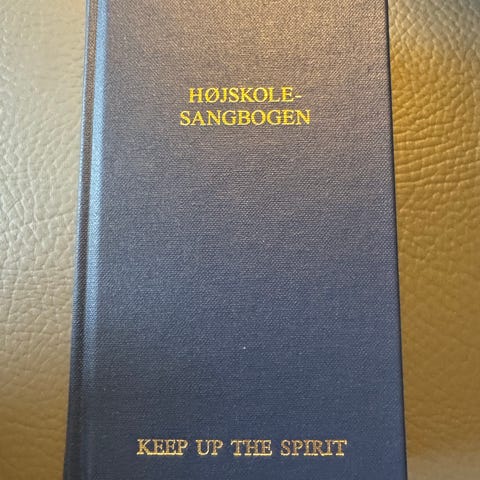 HØJSKOLE-
SANGBOGEN
KEEP UP THE SPIRIT